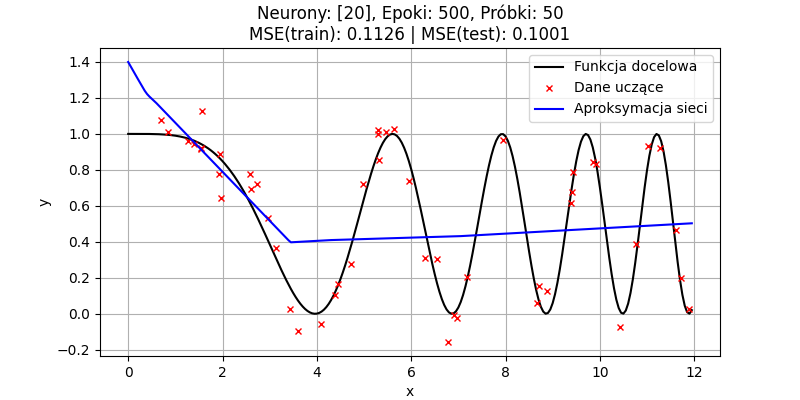 Neurony: [20], Epoki: 500, Próbki: 50
MSE(train): 0.1126 | MSE(test): 0.1001
Funkcja docelowa
Dane uczące
Aproksymacja sieci
1.4
1.2
1.0
0.8
0.6
0.4
0.2
0.0
−0.2
y
0
2
4
6
8
10
12
x